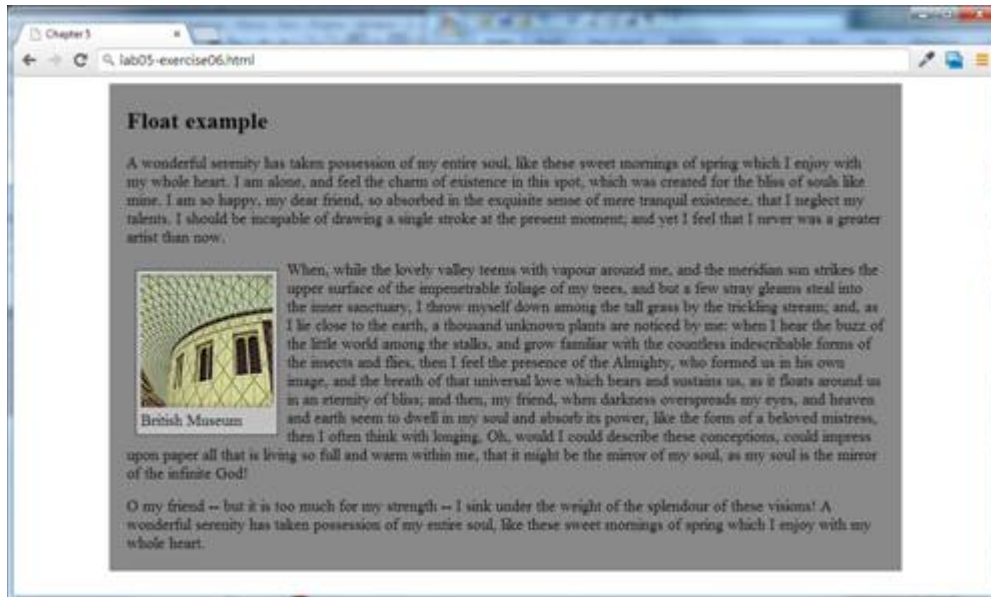 Chapter 5
lab05-exercise06.html
Float example
A wonderful serenity has taken possession of my entire soul, like these sweet mornings of spring which I enjoy with
my whole heart. I am alone, and feel the charm of existence in this spot, which was created for the bliss of souls like
mine. I am so happy, my dear friend, so absorbed in the exquisite sense of mere tranquil existence, that I neglect my
talents. I should be incapable of drawing a single stroke at the present moment; and yet I feel that I never was a greater
artist than now.
When, while the lovely valley teems with vapour around me, and the meridian sun strikes the
upper surface of the impenetrable foliage of my trees, and but a few stray gleams steal into
the inner sanctuary, I throw myself down among the tall grass by the trickling stream; and, as
I lie close to the earth, a thousand unknown plants are noticed by me: when I hear the buzz of
the little world among the stalks, and grow familiar with the countless indescribable forms of
the insects and flies, then I feel the presence of the Almighty, who formed us in his own
image, and the breath of that universal love which bears and sustains us, as it floats around us
in an eternity of bliss; and then, my friend, when darkness overspreads my eyes, and heaven
and earth seem to dwell in my soul and absorb its power, like the form of a beloved mistress,
then I often think with longing, Oh, would I could describe these conceptions, could impress
upon paper all that is living so full and warm within me, that it might be the mirror of my soul, as my soul is the mirror
of the infinite God!
British Museum
O my friend -- but it is too much for my strength -- I sink under the weight of the splendour of these visions! A
wonderful serenity has taken possession of my entire soul, like these sweet mornings of spring which I enjoy with my
whole heart.